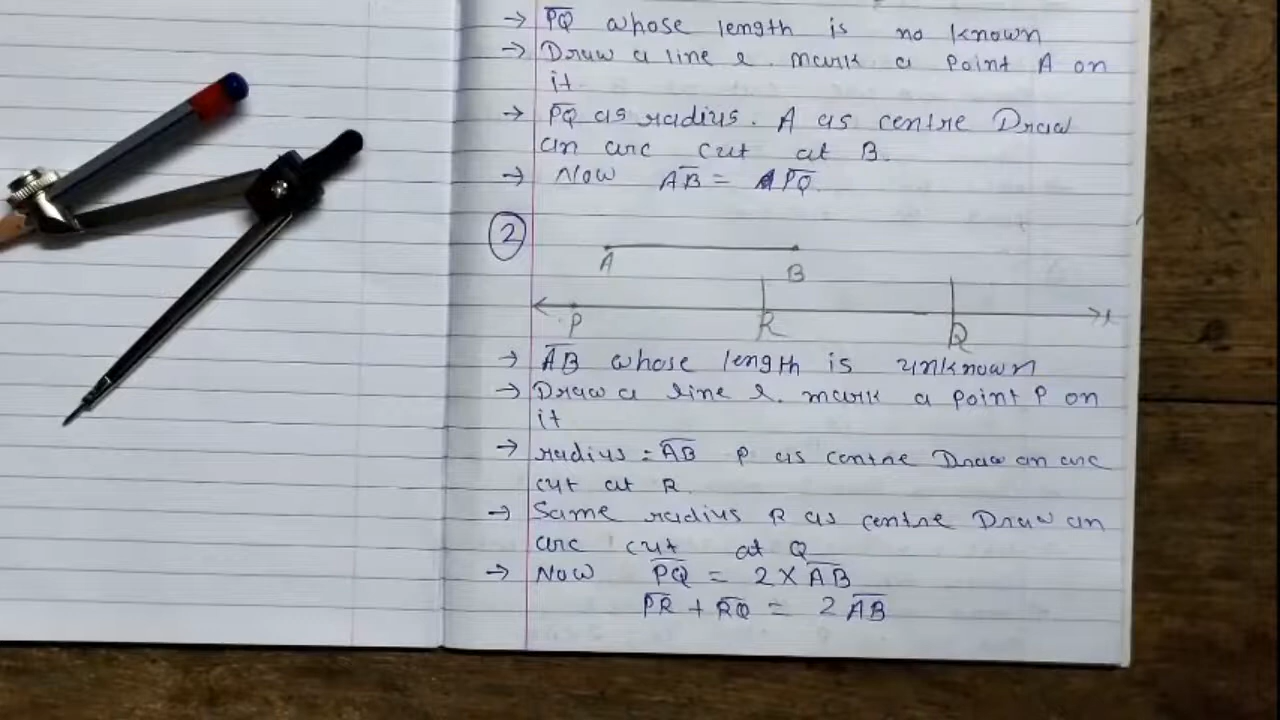 → PQ whose length is no known
→ Draw a line l. mark a point A on
it.
→ PQ as radius. A as centre Draw
an arc cut at B.
→ Now AB = PQ.
2
A B
P R Q l
→ AB whose length is unknown
→ Draw a line l. mark a point P on
it
→ radius = AB P as centre Draw an arc
cut at R.
→ Same radius R as centre Draw an
arc cut at Q
→ Now PQ = 2 X AB
PR + RQ = 2 AB